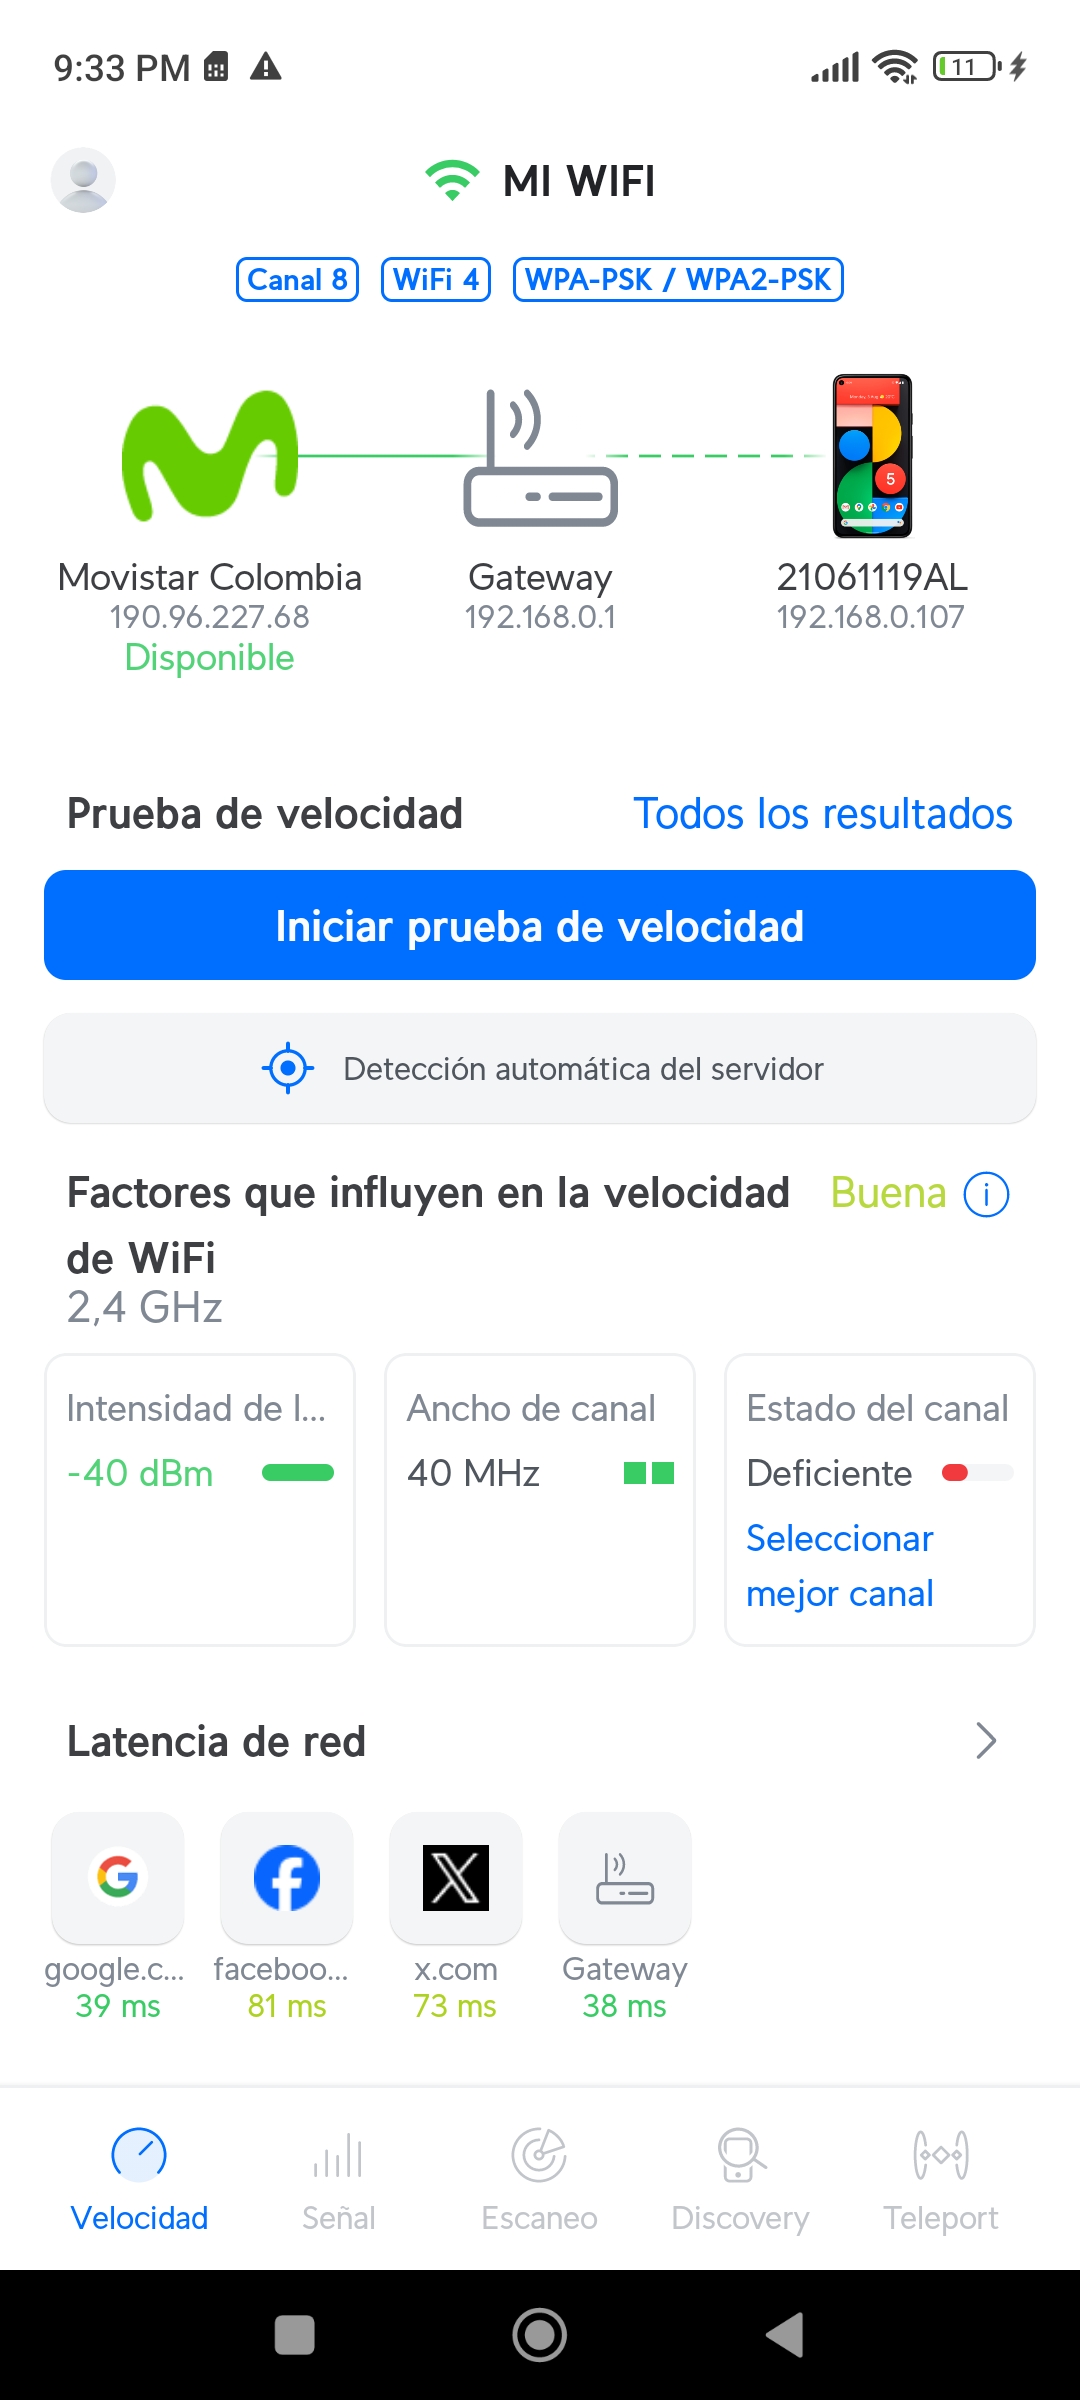 9:33 PM
11
MI WIFI
Canal 8
WiFi 4
WPA-PSK / WPA2-PSK
5
Movistar Colombia
190.96.227.68
Disponible
Gateway
192.168.0.1
21061119AL
192.168.0.107
Prueba de velocidad
Todos los resultados
Iniciar prueba de velocidad
Detección automática del servidor
Factores que influyen en la velocidad
de WiFi
Buena
2,4 GHz
Intensidad de l...
-40 dBm
Ancho de canal
40 MHz
Estado del canal
Deficiente
Seleccionar
mejor canal
Latencia de red
google.c...
39 ms
faceboo...
81 ms
x.com
73 ms
Gateway
38 ms
Velocidad
Señal
Escaneo
Discovery
Teleport